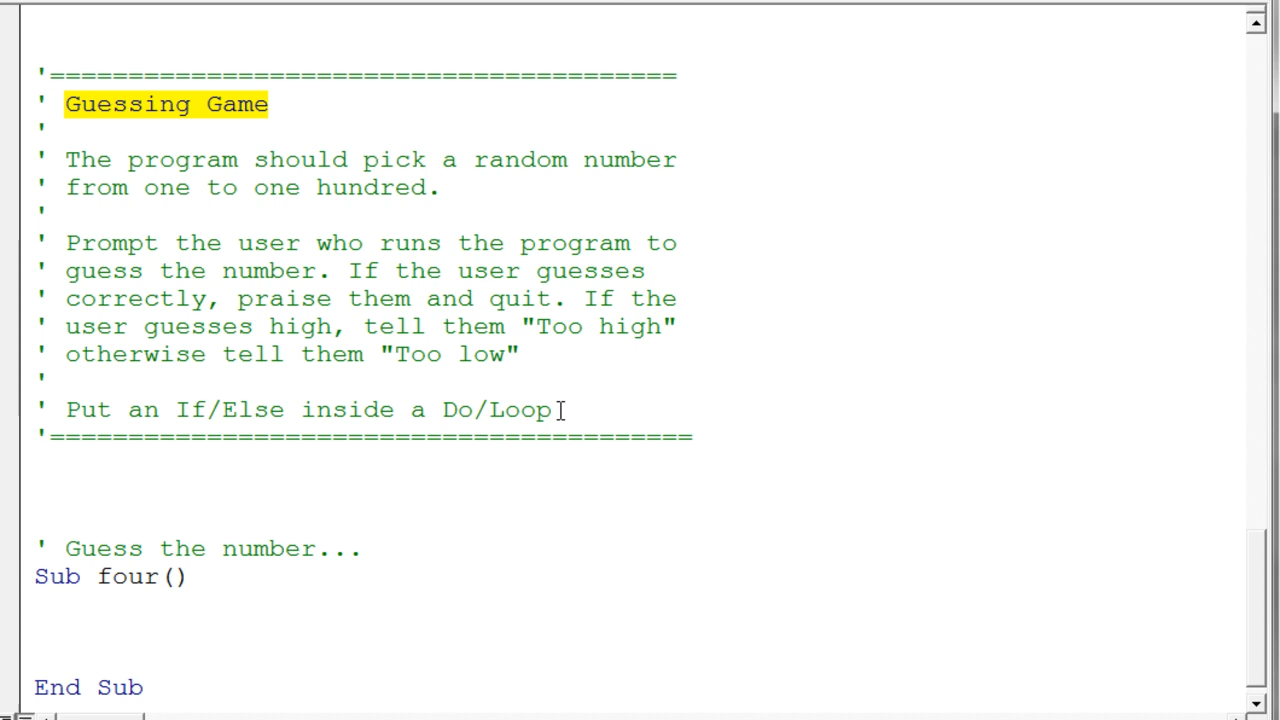 '========================================
' Guessing Game
'
' The program should pick a random number
' from one to one hundred.
'
' Prompt the user who runs the program to
' guess the number. If the user guesses
' correctly, praise them and quit. If the
' user guesses high, tell them "Too high"
' otherwise tell them "Too low"
'
' Put an If/Else inside a Do/Loop
'=========================================
' Guess the number...
Sub four()
End Sub